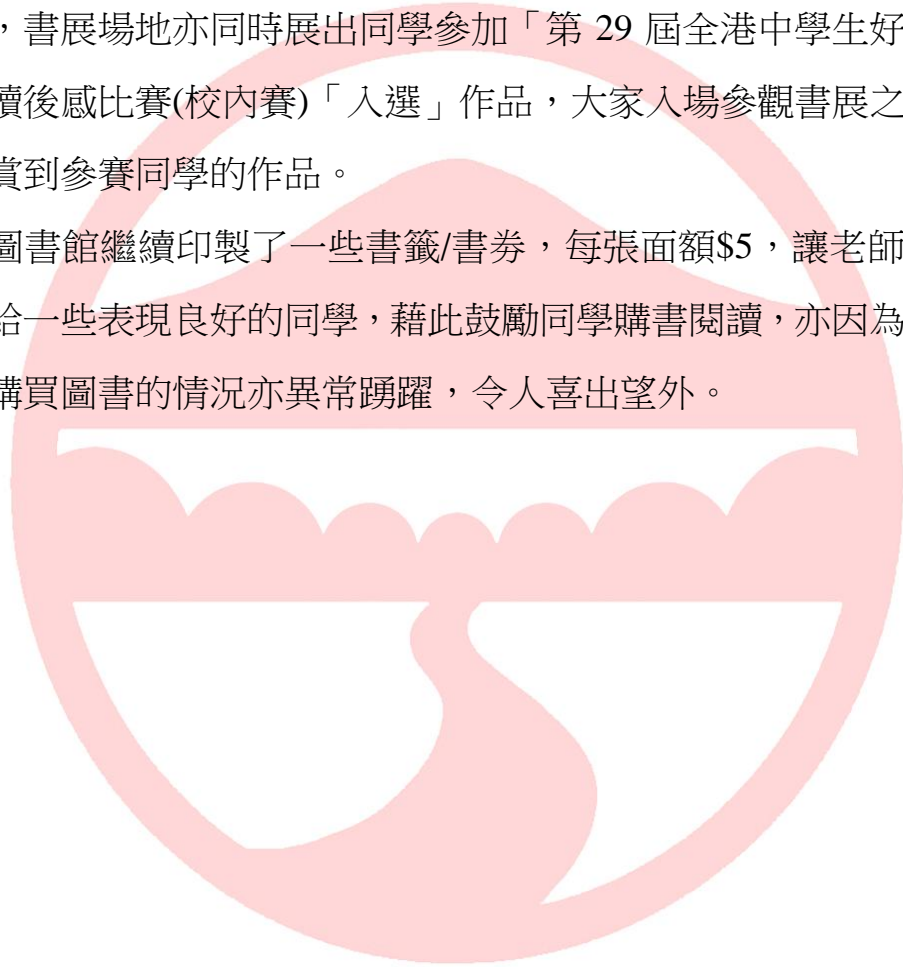 ，書展場地亦同時展出同學參加「第 29 屆全港中學生好
讀後感比賽(校內賽)「入選」作品，大家入場參觀書展之
賞到參賽同學的作品。
圖書館繼續印製了一些書籤/書券，每張面額$5，讓老師
給一些表現良好的同學，藉此鼓勵同學購書閱讀，亦因為
購買圖書的情況亦異常踴躍，令人喜出望外。